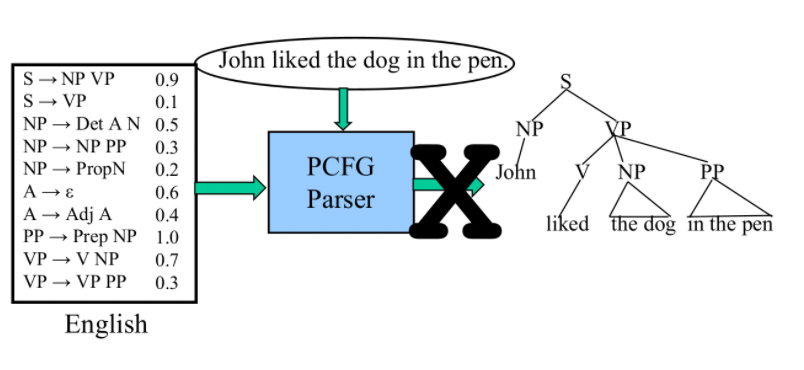 John liked the dog in the pen.
S → NP VP 0.9
S → VP 0.1
NP → Det A N 0.5
NP → NP PP 0.3
NP → PropN 0.2
A → ε 0.6
A → Adj A 0.4
PP → Prep NP 1.0
VP → V NP 0.7
VP → VP PP 0.3
English
PCFG
Parser
X
S
NP VP
John V NP PP
liked the dog in the pen